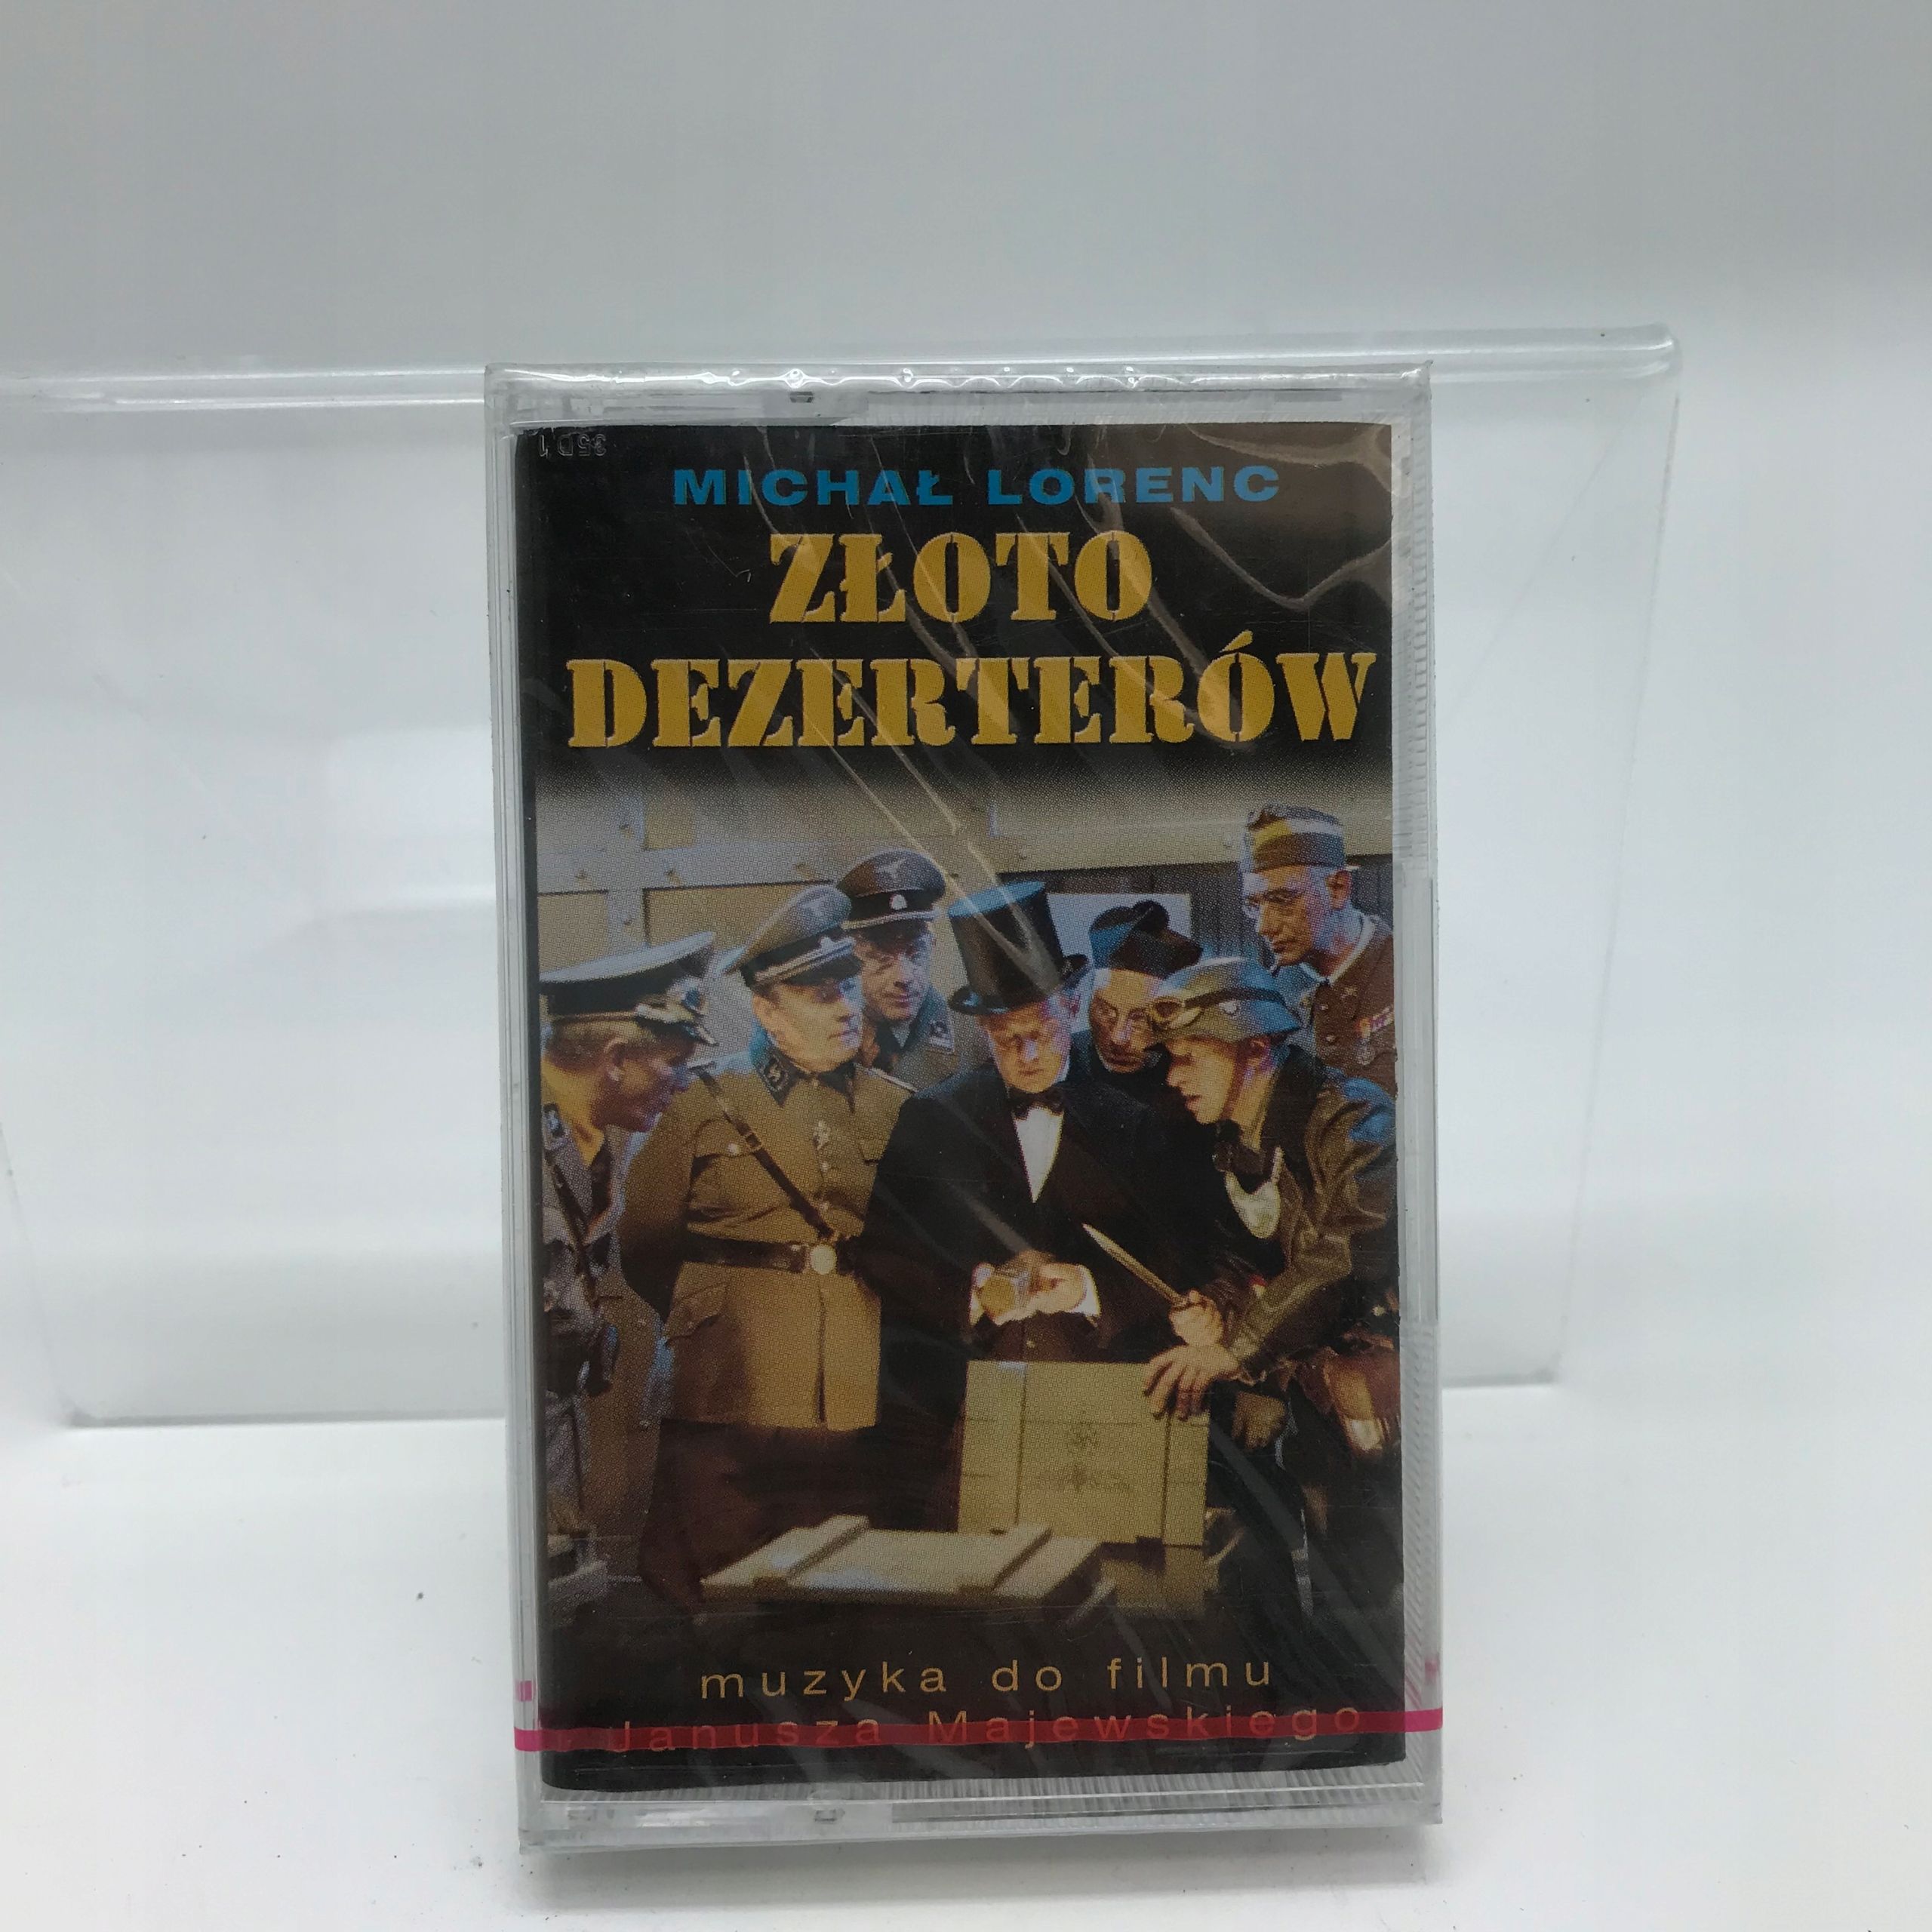 MICHAŁ LORENC
ZŁOTO
DEZERTERÓW
muzyka do filmu
Janusza Majewskiego